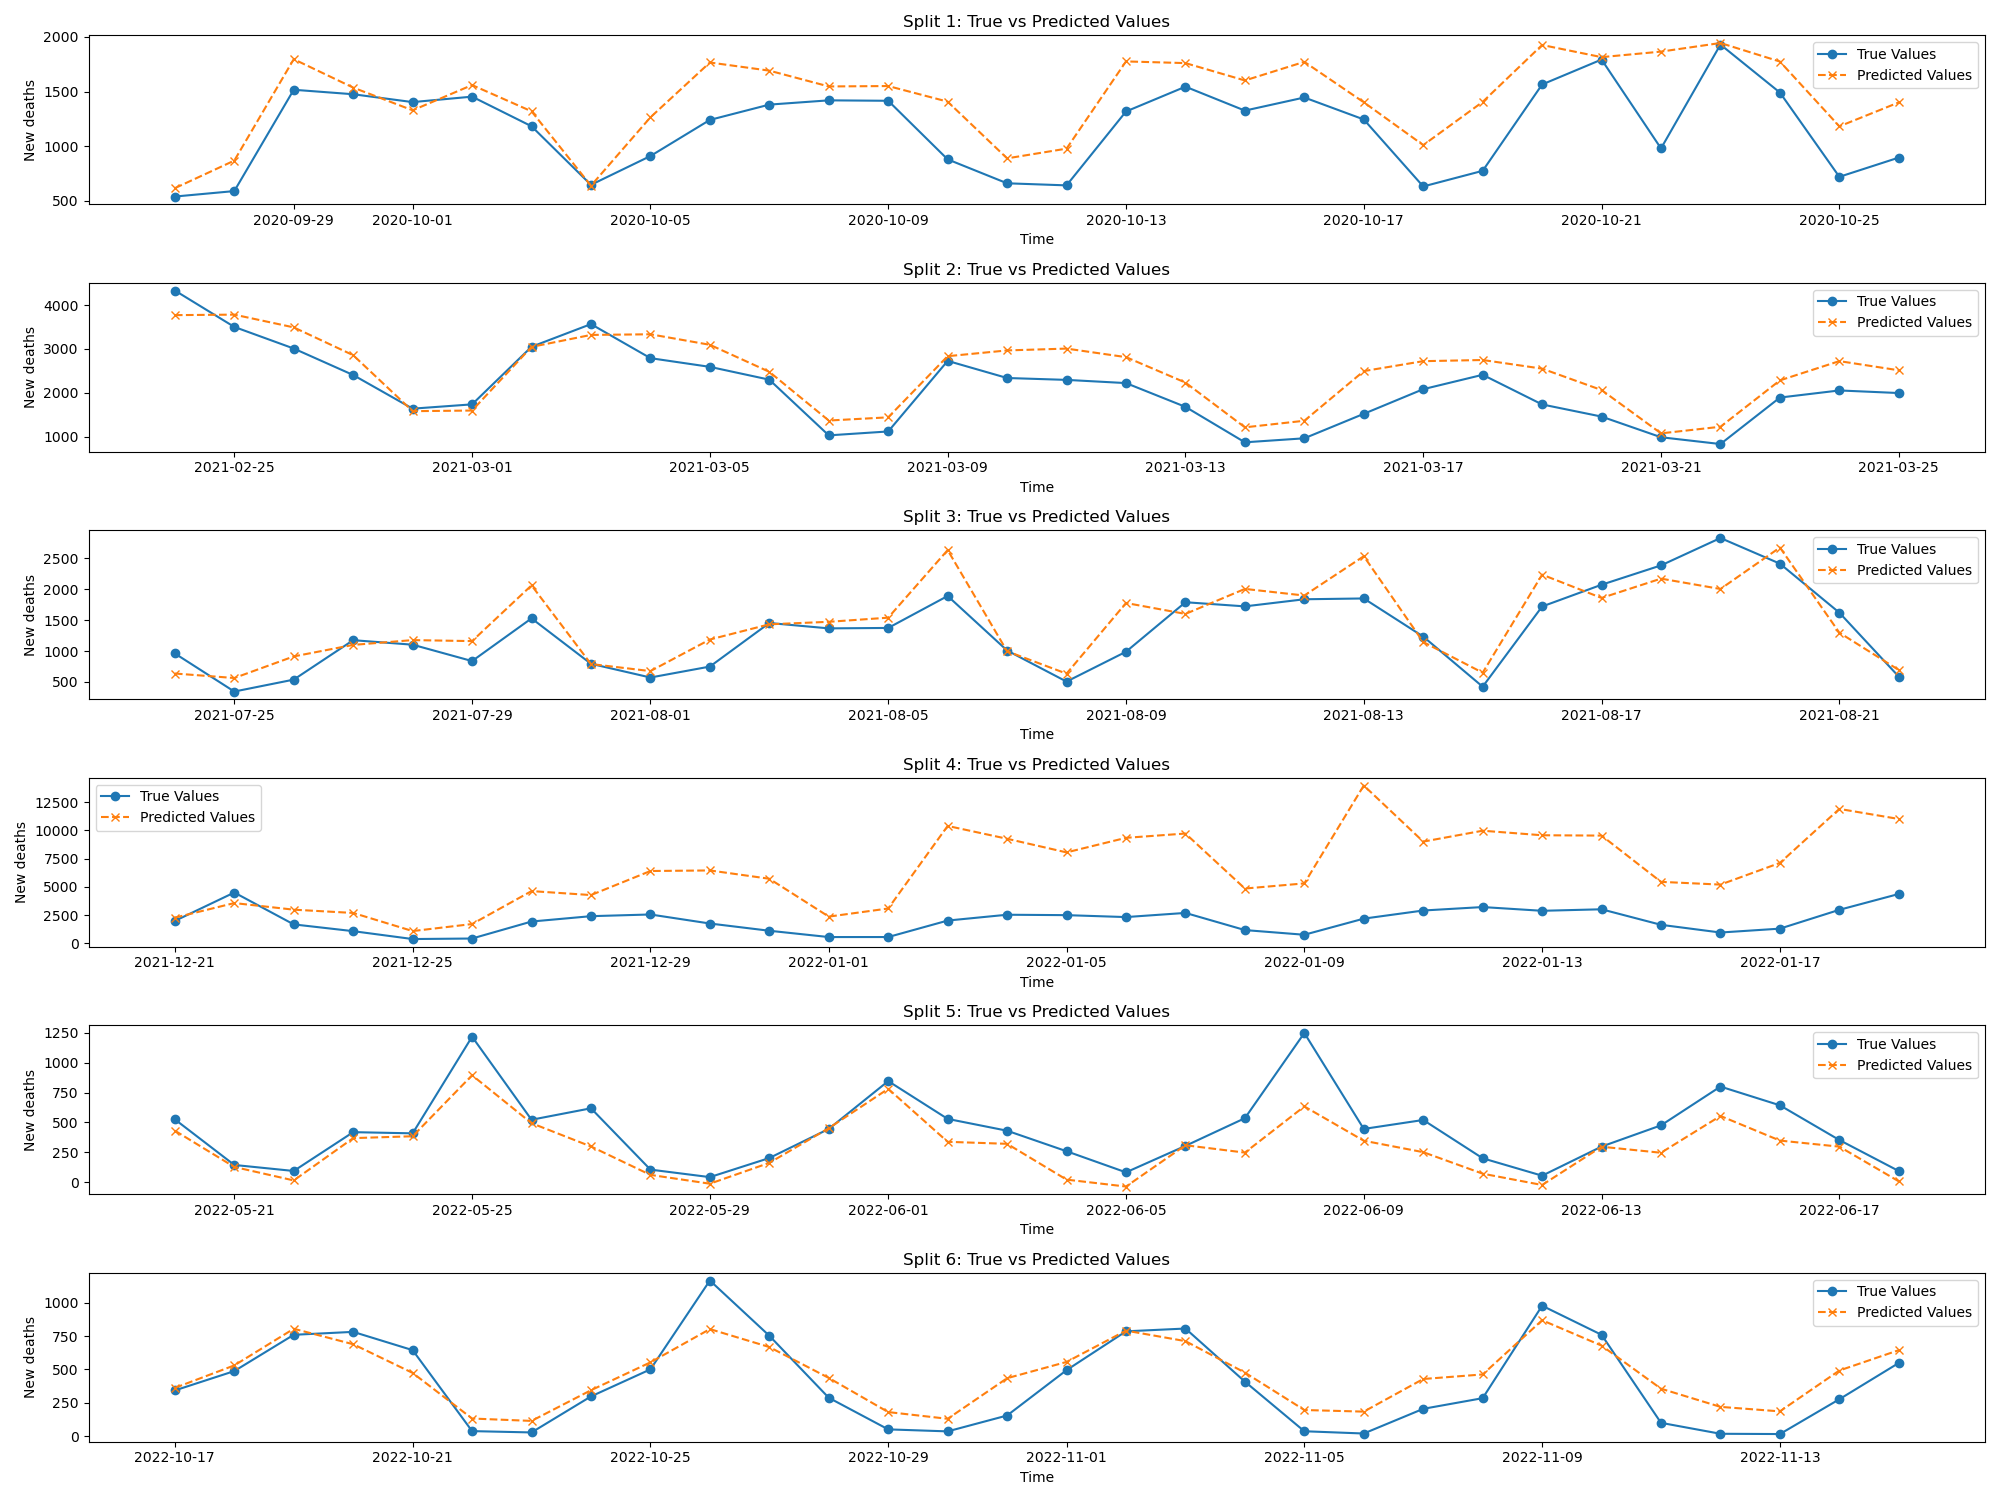 Split 1: True vs Predicted Values
2000
1500
1000
500
New deaths
True Values
Predicted Values
2020-09-29 2020-10-01 2020-10-05 2020-10-09 2020-10-13 2020-10-17 2020-10-21 2020-10-25
Time
Split 2: True vs Predicted Values
4000
3000
2000
1000
New deaths
True Values
Predicted Values
2021-02-25 2021-03-01 2021-03-05 2021-03-09 2021-03-13 2021-03-17 2021-03-21 2021-03-25
Time
Split 3: True vs Predicted Values
2500
2000
1500
1000
500
New deaths
True Values
Predicted Values
2021-07-25 2021-07-29 2021-08-01 2021-08-05 2021-08-09 2021-08-13 2021-08-17 2021-08-21
Time
Split 4: True vs Predicted Values
12500
10000
7500
5000
2500
0
New deaths
True Values
Predicted Values
2021-12-21 2021-12-25 2021-12-29 2022-01-01 2022-01-05 2022-01-09 2022-01-13 2022-01-17
Time
Split 5: True vs Predicted Values
1250
1000
750
500
250
0
New deaths
True Values
Predicted Values
2022-05-21 2022-05-25 2022-05-29 2022-06-01 2022-06-05 2022-06-09 2022-06-13 2022-06-17
Time
Split 6: True vs Predicted Values
1000
750
500
250
0
New deaths
True Values
Predicted Values
2022-10-17 2022-10-21 2022-10-25 2022-10-29 2022-11-01 2022-11-05 2022-11-09 2022-11-13
Time